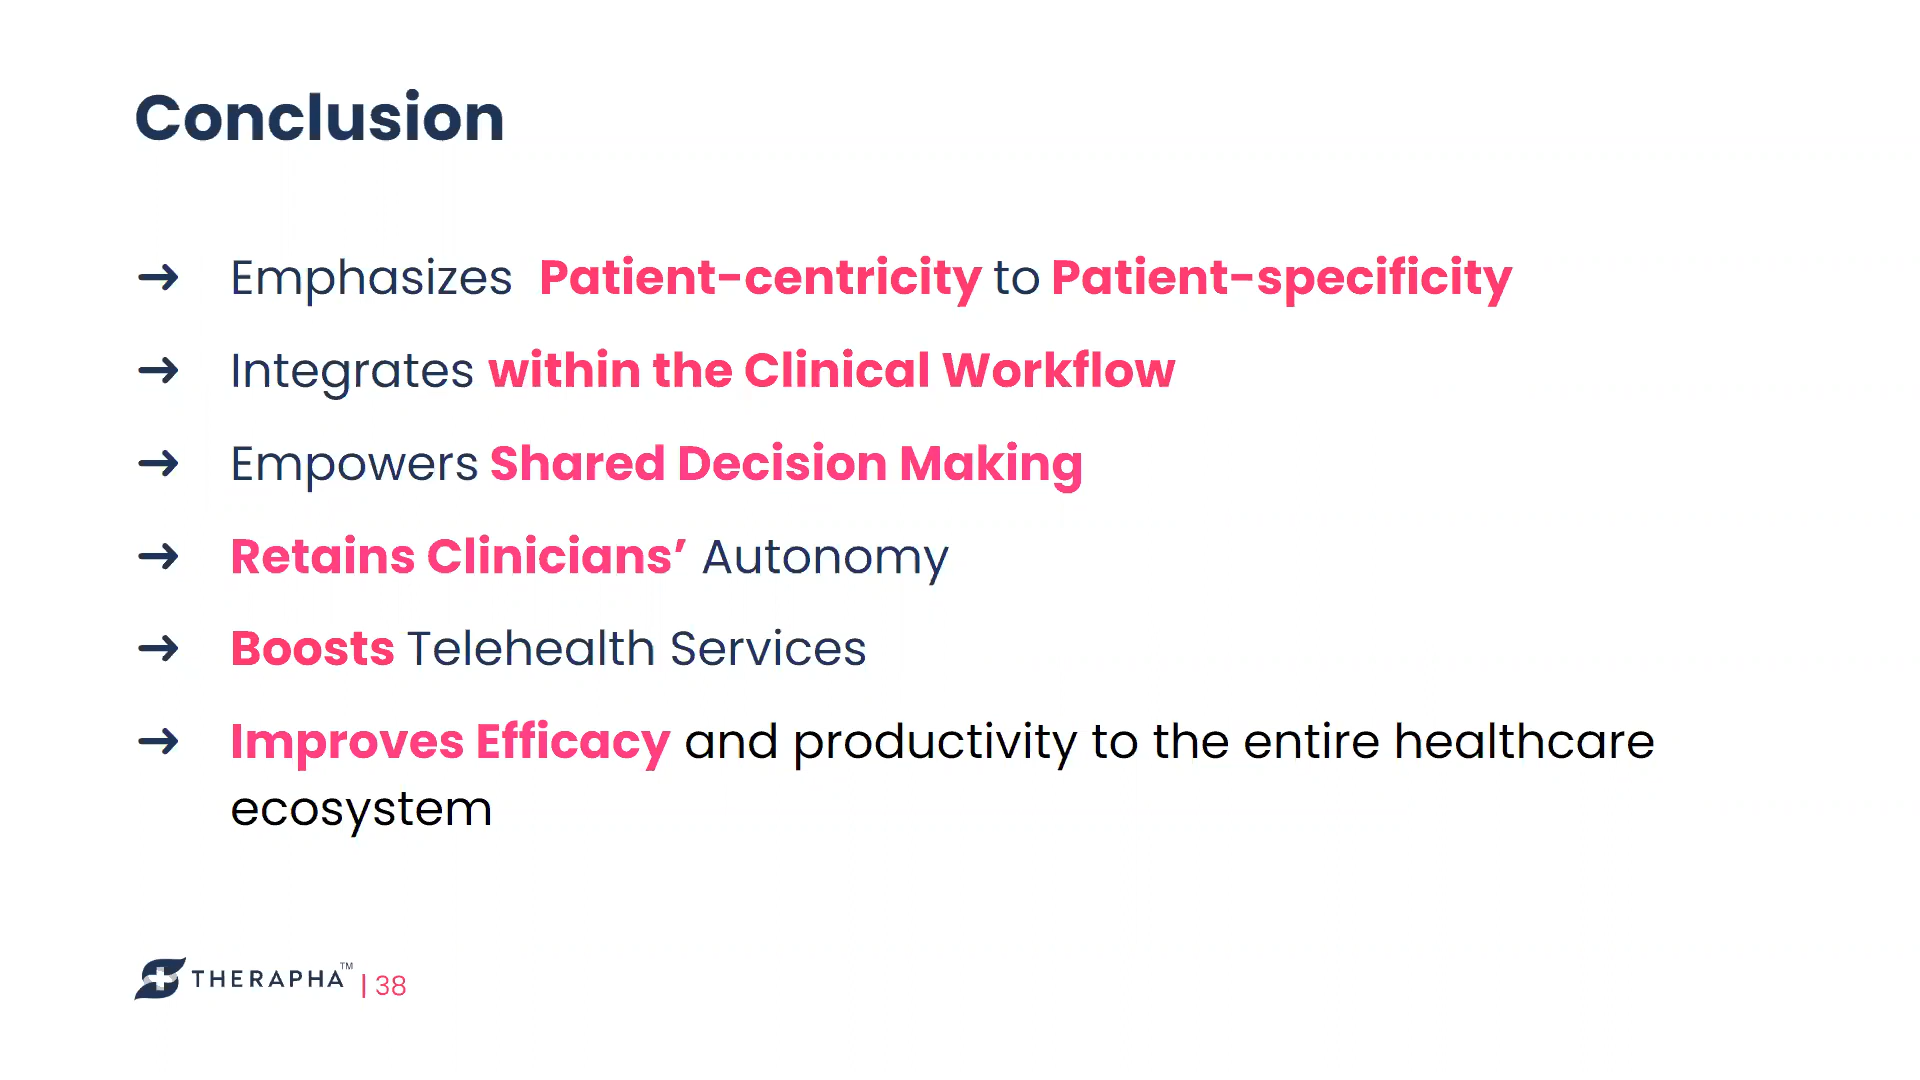 Conclusion
→ Emphasizes Patient-centricity to Patient-specificity
→ Integrates within the Clinical Workflow
→ Empowers Shared Decision Making
→ Retains Clinicians’ Autonomy
→ Boosts Telehealth Services
→ Improves Efficacy and productivity to the entire healthcare
ecosystem
THERAPHA™ | 38